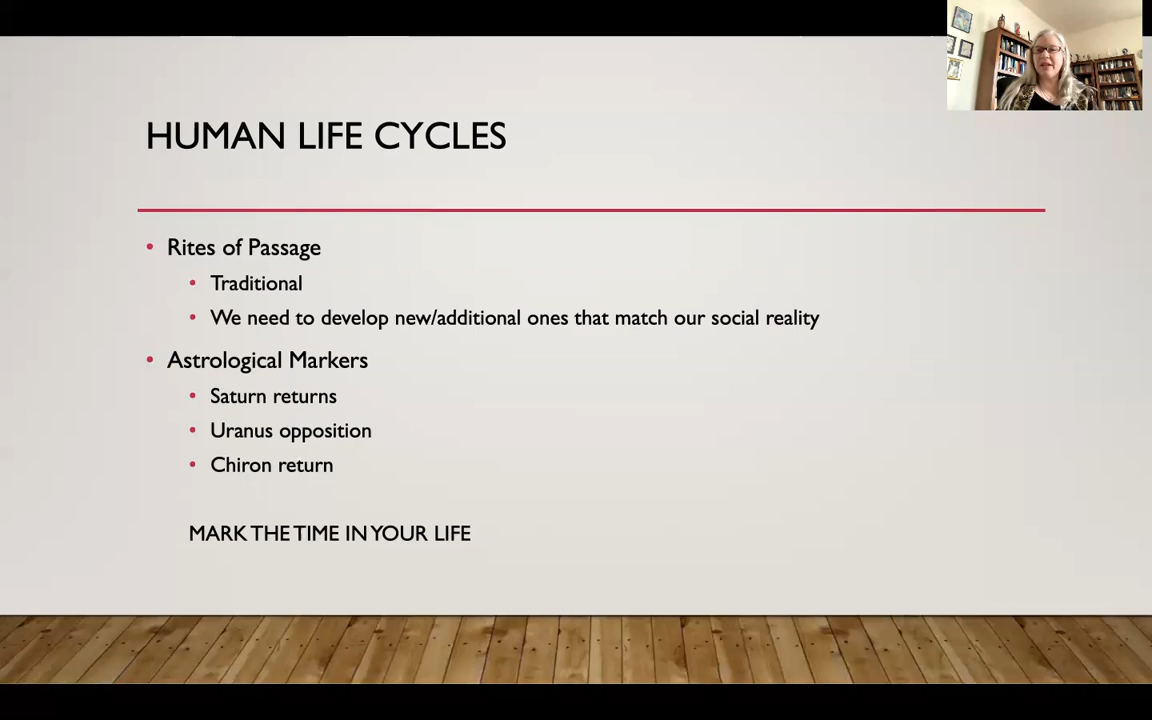 HUMAN LIFE CYCLES
• Rites of Passage
• Traditional
• We need to develop new/additional ones that match our social reality
• Astrological Markers
• Saturn returns
• Uranus opposition
• Chiron return
MARK THE TIME IN YOUR LIFE